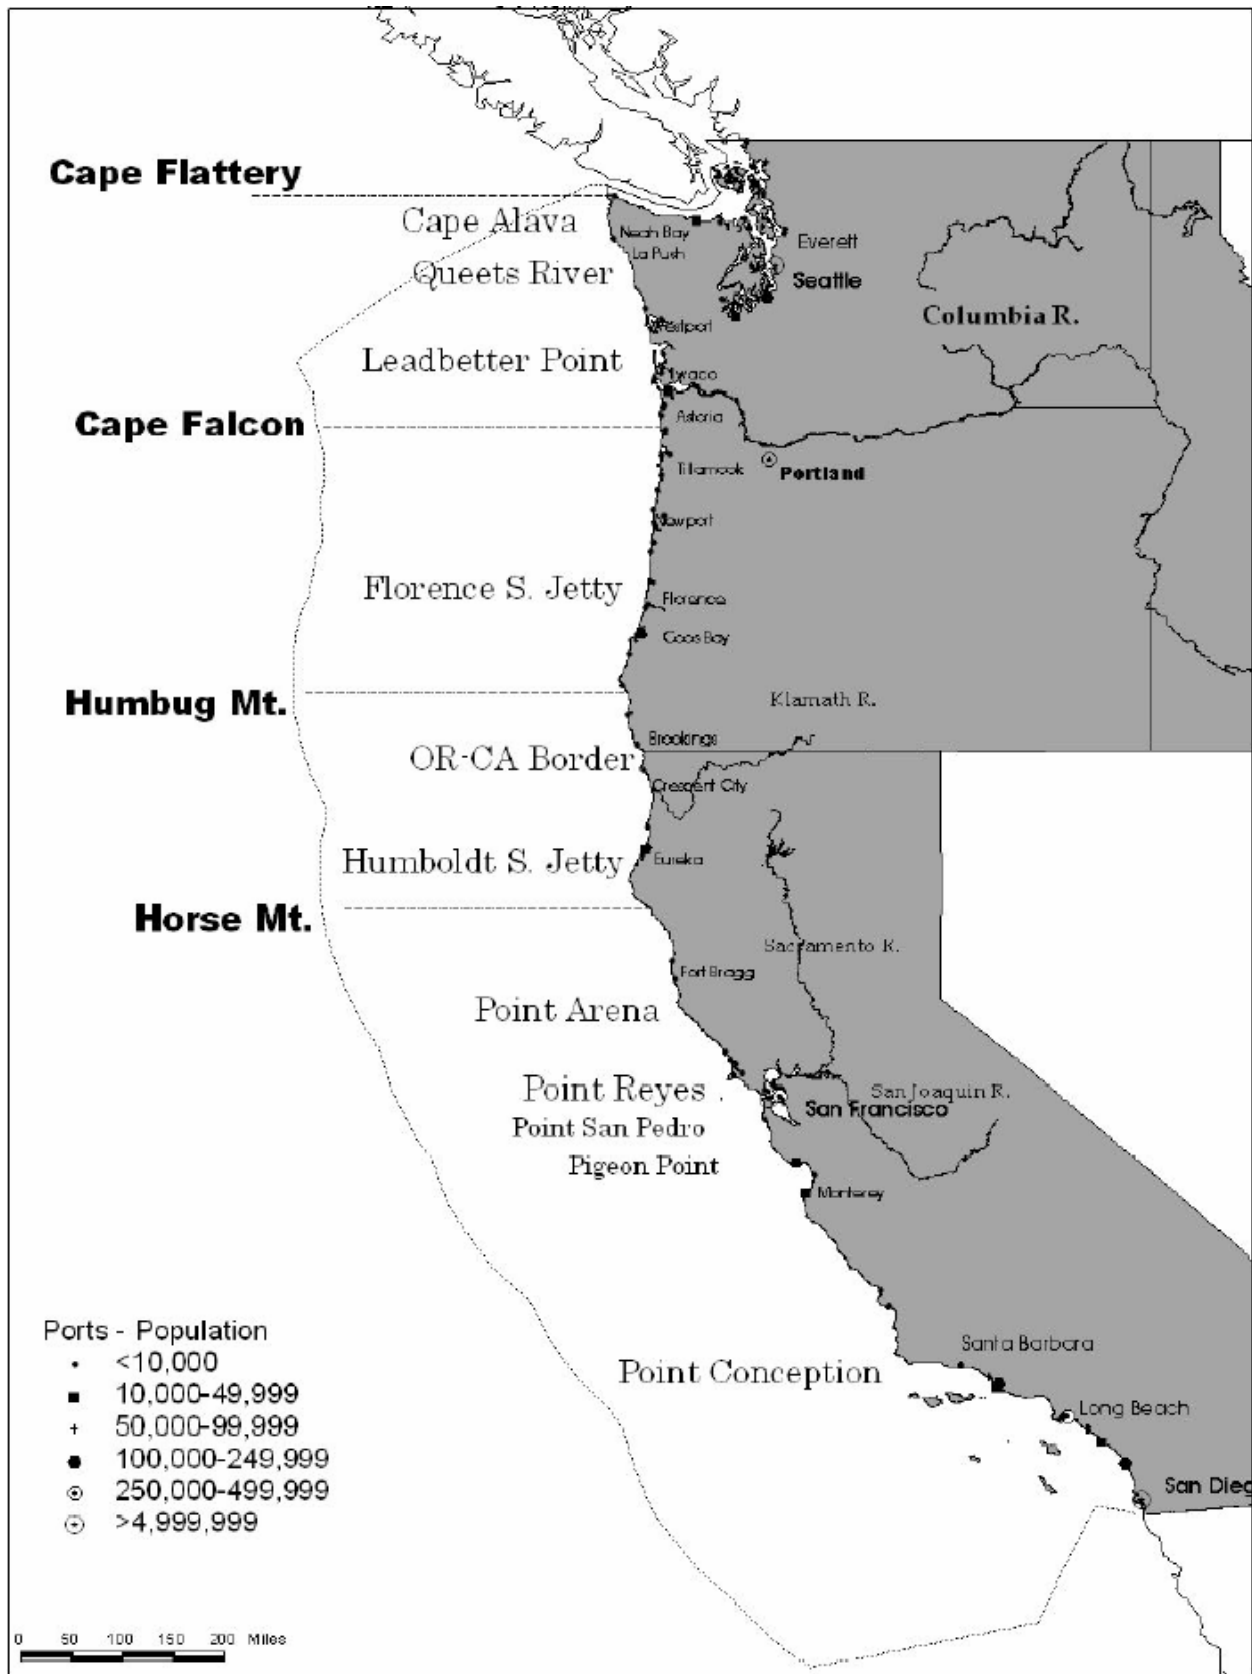 Cape Flattery
Cape Alava
Neah Bay
La Push
Everett
Queets River
Seattle
Columbia R.
Westport
Leadbetter Point
Ilwaco
Cape Falcon
Astoria
Tillamook
Portland
Newport
Florence S. Jetty
Florence
Coos Bay
Humbug Mt.
Klamath R.
Brookings
OR-CA Border
Crescent City
Humboldt S. Jetty
Eureka
Horse Mt.
Sacramento R.
Fort Bragg
Point Arena
Point Reyes
San Joaquin R.
San Francisco
Point San Pedro
Pigeon Point
Monterey
Ports - Population
<10,000
10,000-49,999
50,000-99,999
100,000-249,999
250,000-499,999
>4,999,999
Santa Barbara
Point Conception
Long Beach
San Dieg
0 50 100 150 200 Miles